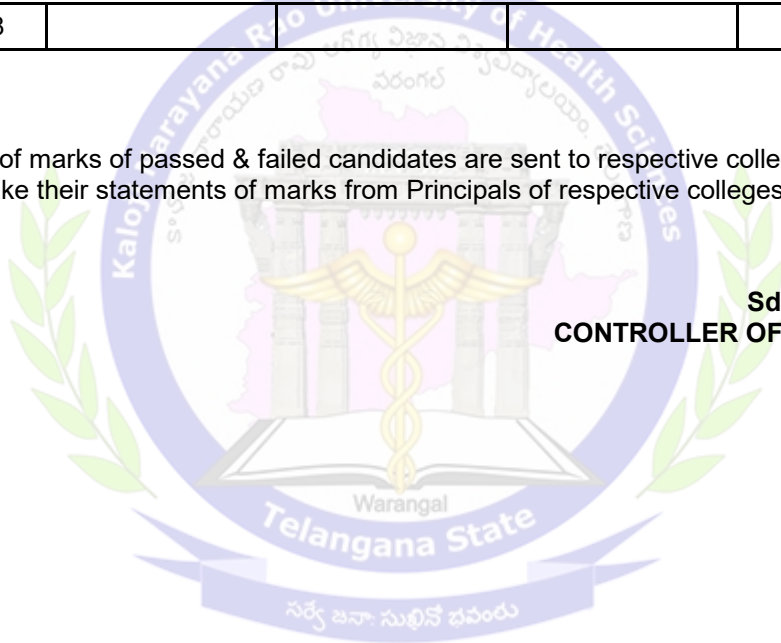 3
Kaloji Narayana Rao University of Health Sciences
వరంగల్
of marks of passed & failed candidates are sent to respective colle
ke their statements of marks from Principals of respective colleges
Sd
CONTROLLER OF
Warangal
Telangana State
సర్వే జనాః సుఖినో భవంతు